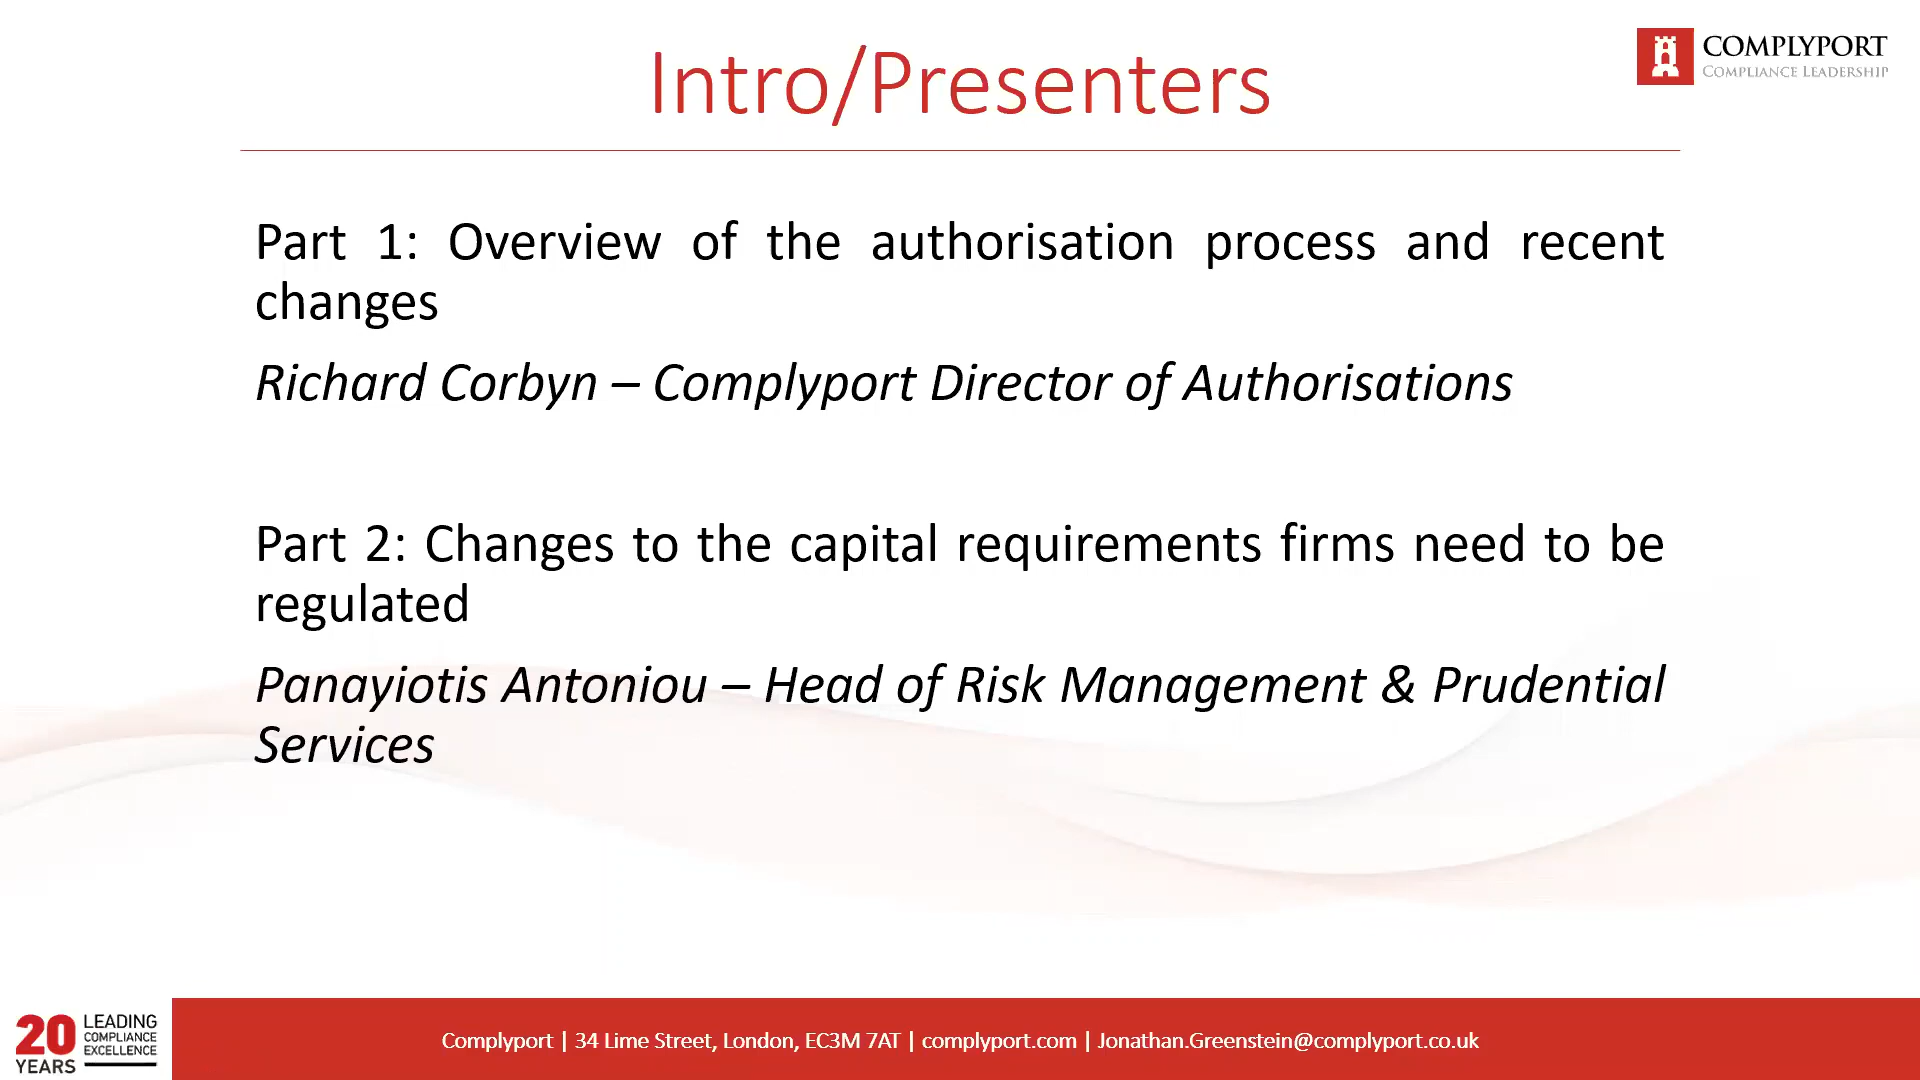 Intro/Presenters
COMPLYPORT
COMPLIANCE LEADERSHIP
Part 1: Overview of the authorisation process and recent
changes
Richard Corbyn – Complyport Director of Authorisations
Part 2: Changes to the capital requirements firms need to be
regulated
Panayiotis Antoniou – Head of Risk Management & Prudential
Services
20 YEARS
LEADING
COMPLIANCE
EXCELLENCE
Complyport | 34 Lime Street, London, EC3M 7AT | complyport.com | Jonathan.Greenstein@complyport.co.uk